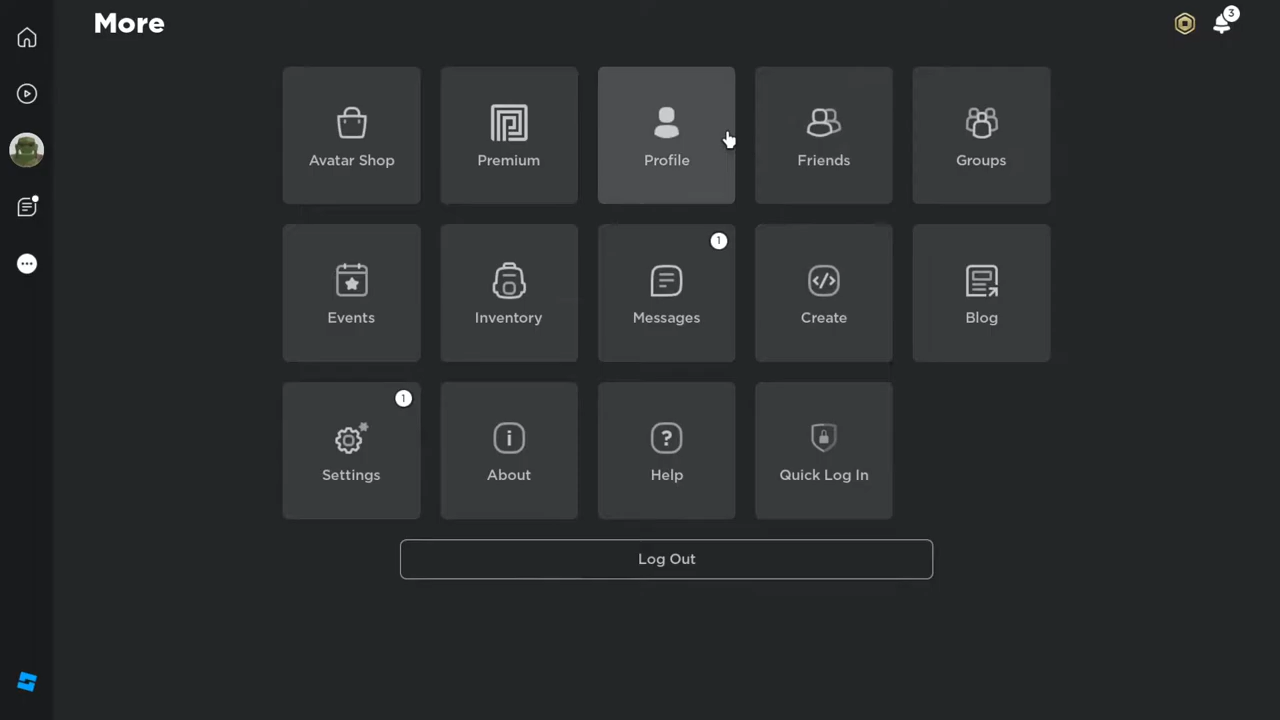 More
3
Avatar Shop
Premium
Profile
Friends
Groups
Events
Inventory
1
Messages
Create
Blog
1
Settings
About
Help
Quick Log In
Log Out